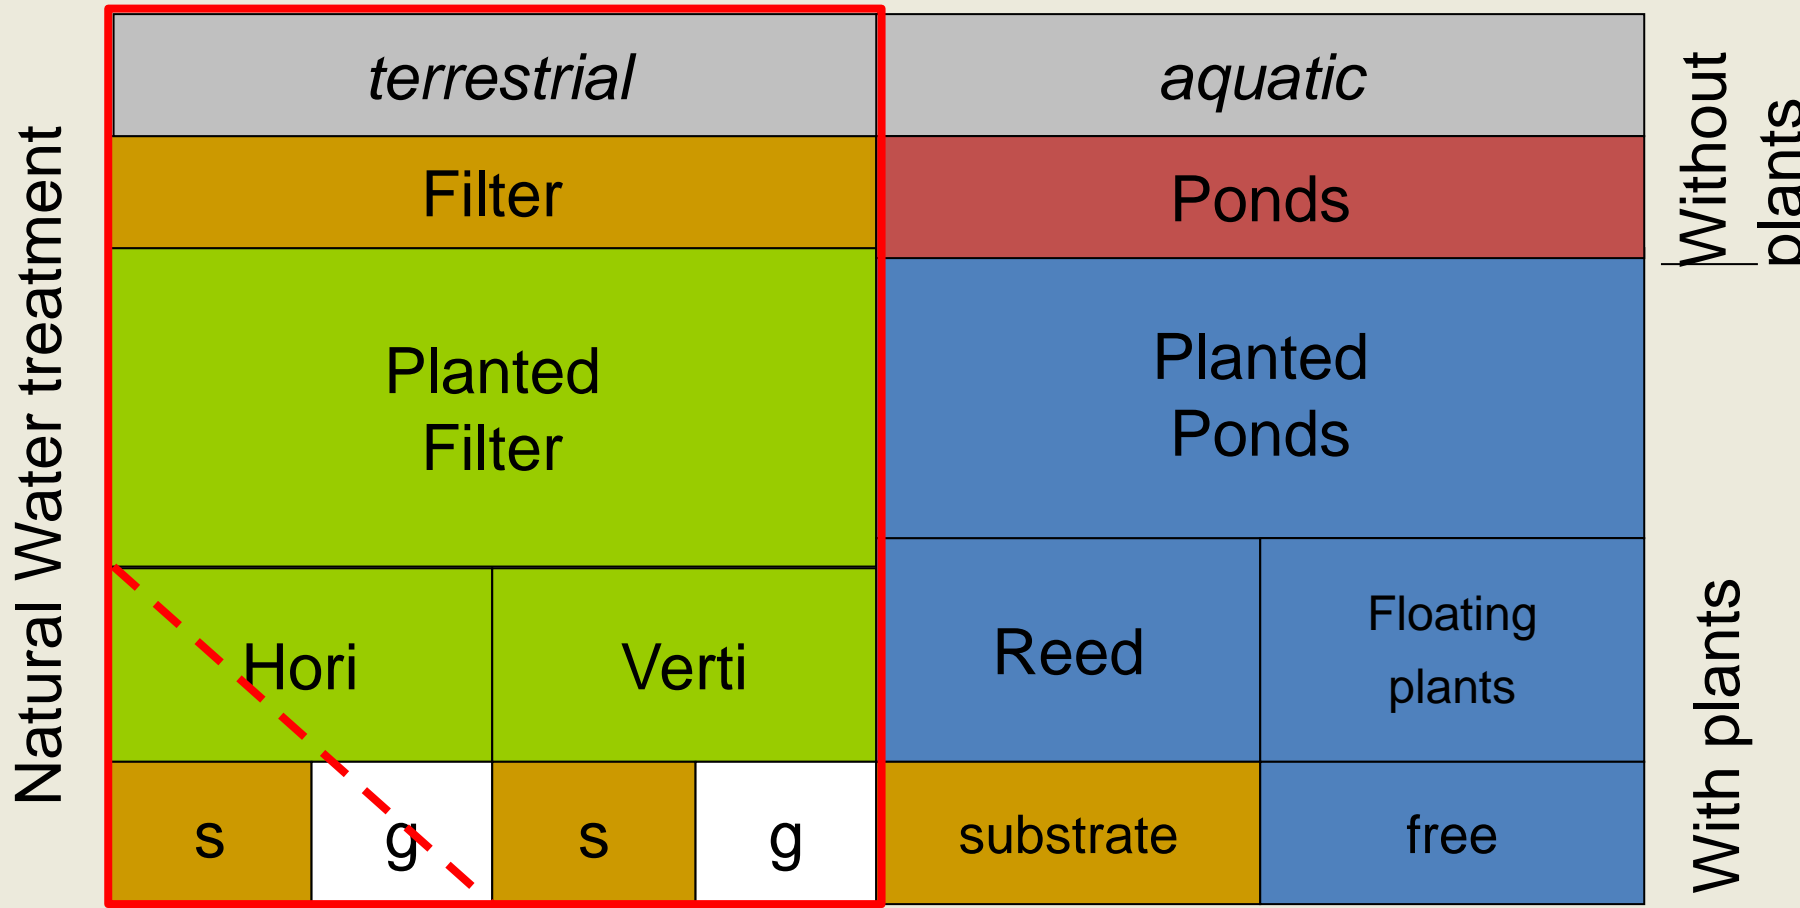 Natural Water treatment
terrestrial
aquatic
Without
plants
Filter
Ponds
Planted
Filter
Planted
Ponds
Hori
Verti
Reed
Floating
plants
With plants
s
g
s
g
substrate
free